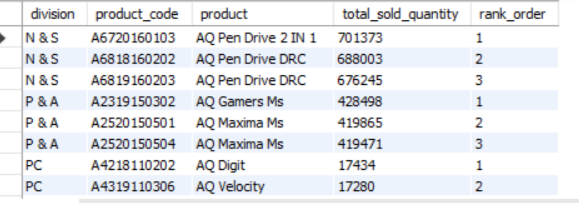 division product_code product total_sold_quantity rank_order
N & S A6720160103 AQ Pen Drive 2 IN 1 701373 1
N & S A6818160202 AQ Pen Drive DRC 688003 2
N & S A6819160203 AQ Pen Drive DRC 676245 3
P & A A2319150302 AQ Gamers Ms 428498 1
P & A A2520150501 AQ Maxima Ms 419865 2
P & A A2520150504 AQ Maxima Ms 419471 3
PC A4218110202 AQ Digit 17434 1
PC A4319110306 AQ Velocity 17280 2